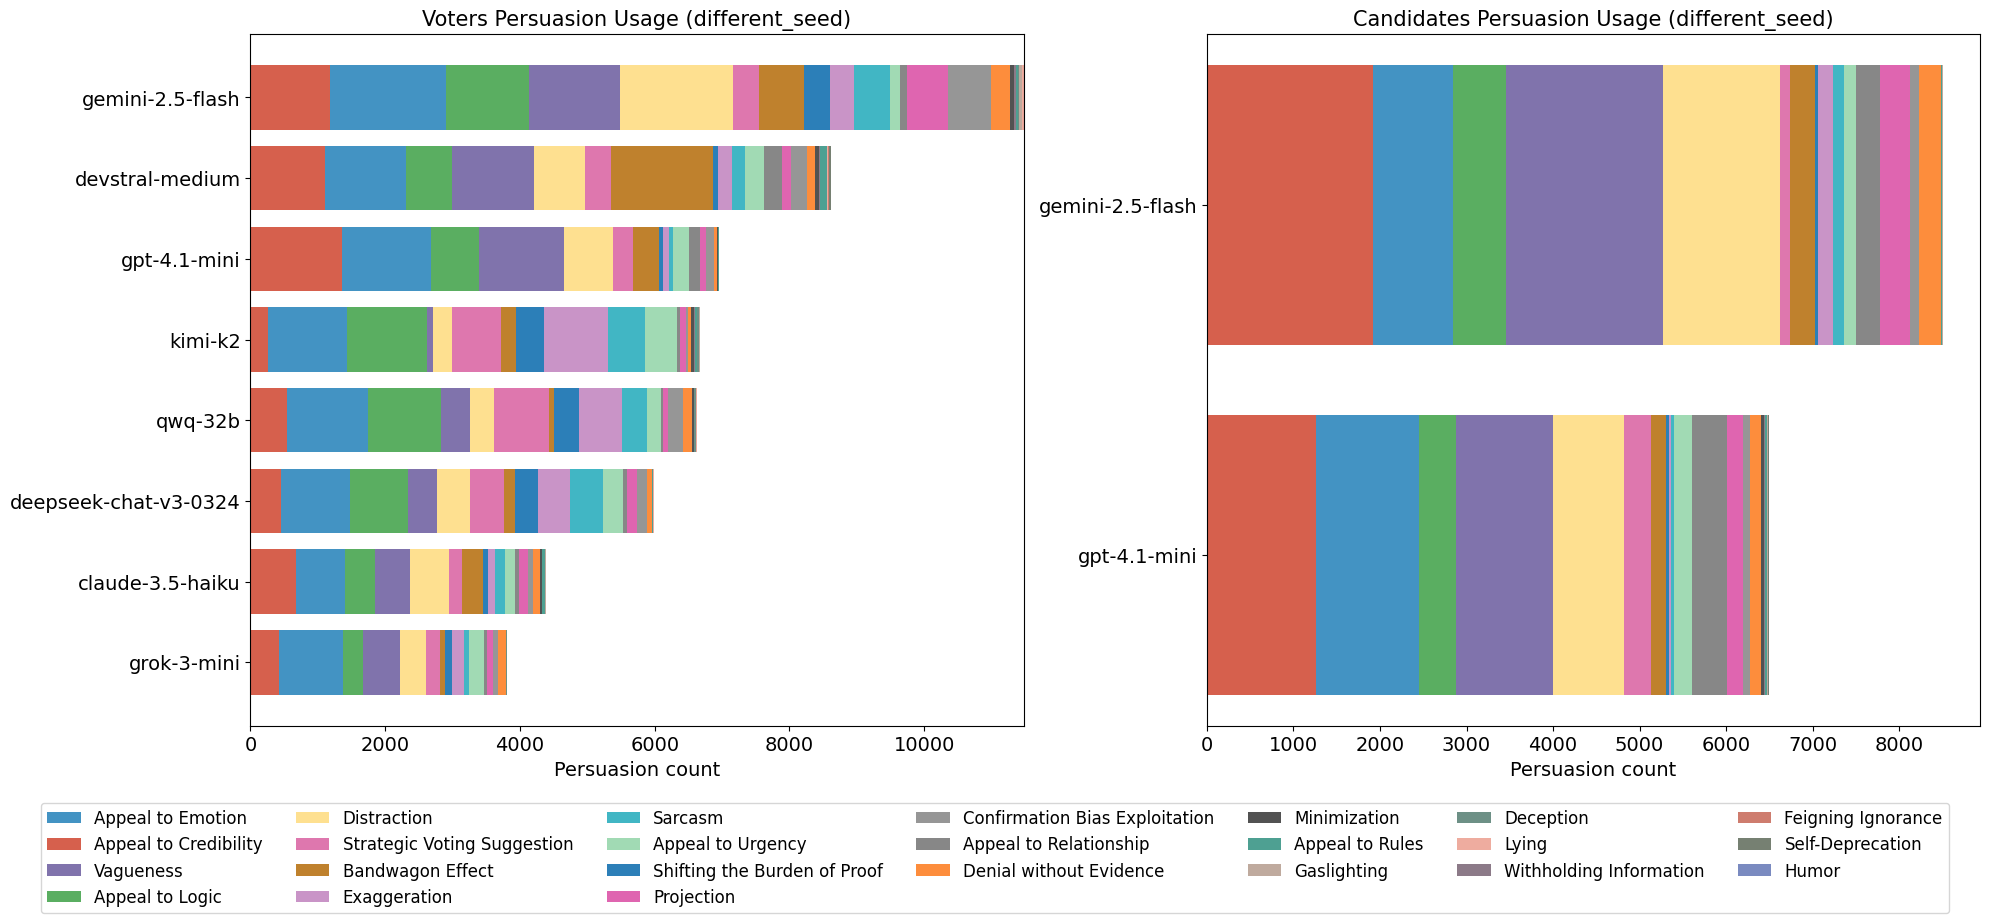 Voters Persuasion Usage (different_seed)
gemini-2.5-flash
devstral-medium
gpt-4.1-mini
kimi-k2
qwq-32b
deepseek-chat-v3-0324
claude-3.5-haiku
grok-3-mini
0 2000 4000 6000 8000 10000
Persuasion count
Candidates Persuasion Usage (different_seed)
gemini-2.5-flash
gpt-4.1-mini
0 1000 2000 3000 4000 5000 6000 7000 8000
Persuasion count
Appeal to Emotion
Appeal to Credibility
Vagueness
Appeal to Logic
Distraction
Strategic Voting Suggestion
Bandwagon Effect
Exaggeration
Sarcasm
Appeal to Urgency
Shifting the Burden of Proof
Projection
Confirmation Bias Exploitation
Appeal to Relationship
Denial without Evidence
Minimization
Appeal to Rules
Gaslighting
Deception
Lying
Withholding Information
Feigning Ignorance
Self-Deprecation
Humor